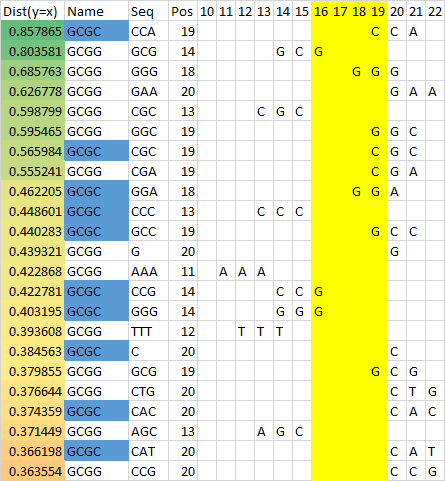 Dist(y=x) Name Seq Pos 10 11 12 13 14 15 16 17 18 19 20 21 22
0.857865 GCGC CCA 19 C C A
0.803581 GCGG GCG 14 G C G
0.685763 GCGG GGG 18 G G G
0.626778 GCGG GAA 20 G A A
0.598799 GCGG CGC 13 C G C
0.595465 GCGG GGC 19 G G C
0.565984 GCGC CGC 19 C G C
0.555241 GCGG CGA 19 C G A
0.462205 GCGC GGA 18 G G A
0.448601 GCGC CCC 13 C C C
0.440283 GCGC GCC 19 G C C
0.439321 GCGG G 20 G
0.422868 GCGG AAA 11 A A A
0.422781 GCGC CCG 14 C C G
0.403195 GCGC GGG 14 G G G
0.393608 GCGG TTT 12 T T T
0.384563 GCGC C 20 C
0.379855 GCGG GCG 19 G C G
0.376644 GCGG CTG 20 C T G
0.374359 GCGC CAC 20 C A C
0.371449 GCGG AGC 13 A G C
0.366198 GCGC CAT 20 C A T
0.363554 GCGG CCG 20 C C G